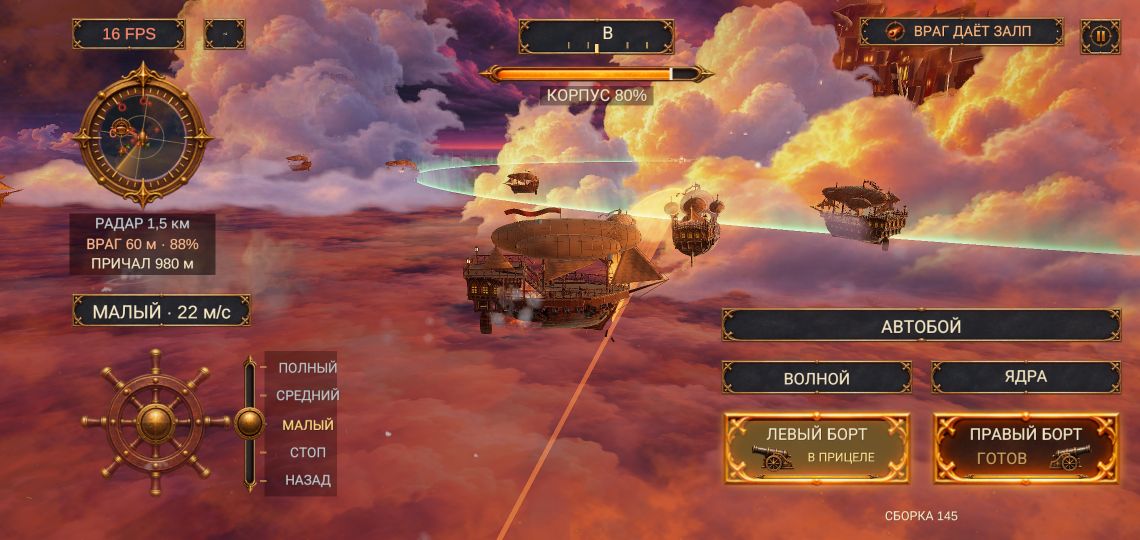 16 FPS
В
ВРАГ ДАЁТ ЗАЛП
КОРПУС 80%
РАДАР 1,5 км
ВРАГ 60 м · 88%
ПРИЧАЛ 980 м
МАЛЫЙ · 22 м/с
ПОЛНЫЙ
СРЕДНИЙ
МАЛЫЙ
СТОП
НАЗАД
АВТОБОЙ
ВОЛНОЙ
ЯДРА
ЛЕВЫЙ БОРТ
В ПРИЦЕЛЕ
ПРАВЫЙ БОРТ
ГОТОВ
СБОРКА 145